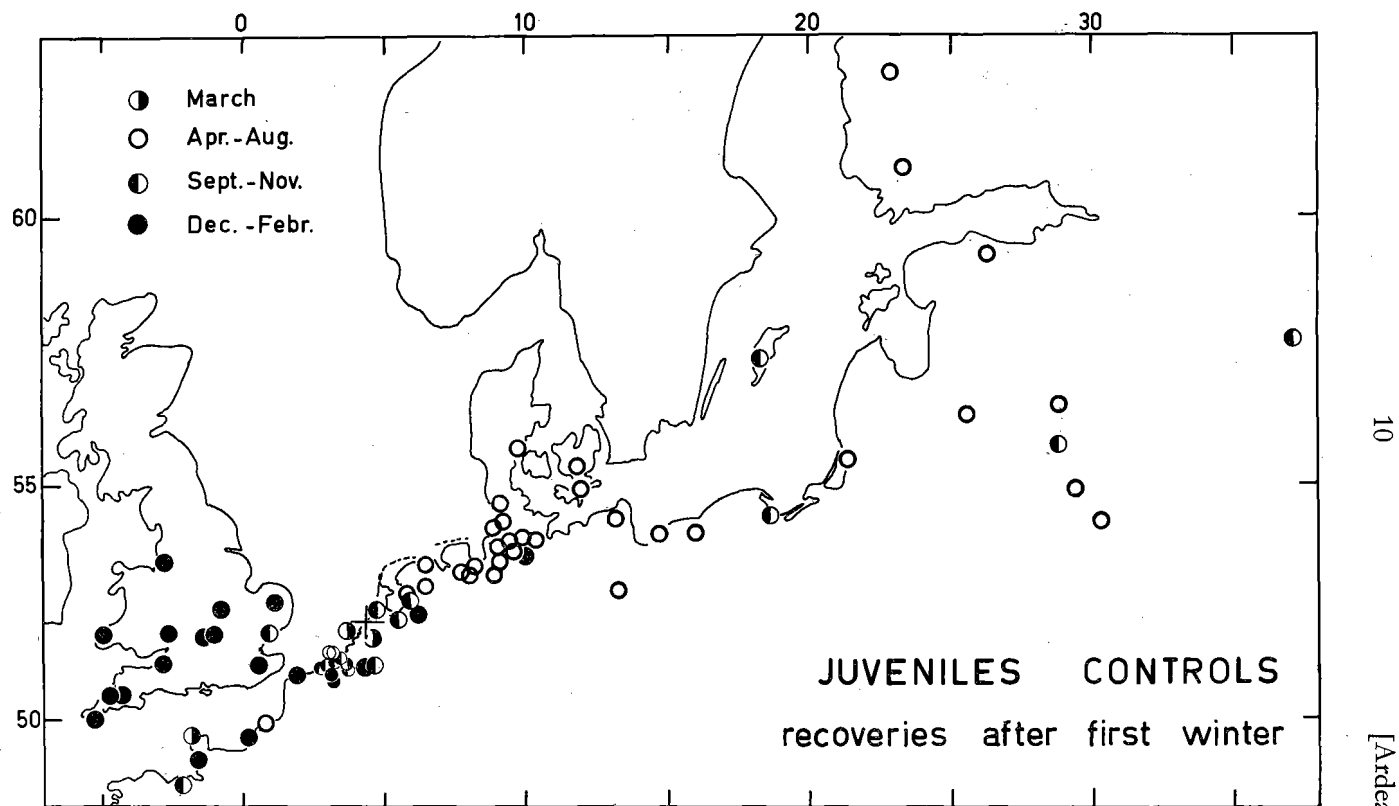 0 10 20 30
March
Apr.-Aug.
Sept.-Nov.
Dec.-Febr.
60
55
50
JUVENILES CONTROLS
recoveries after first winter
10
[Ardea